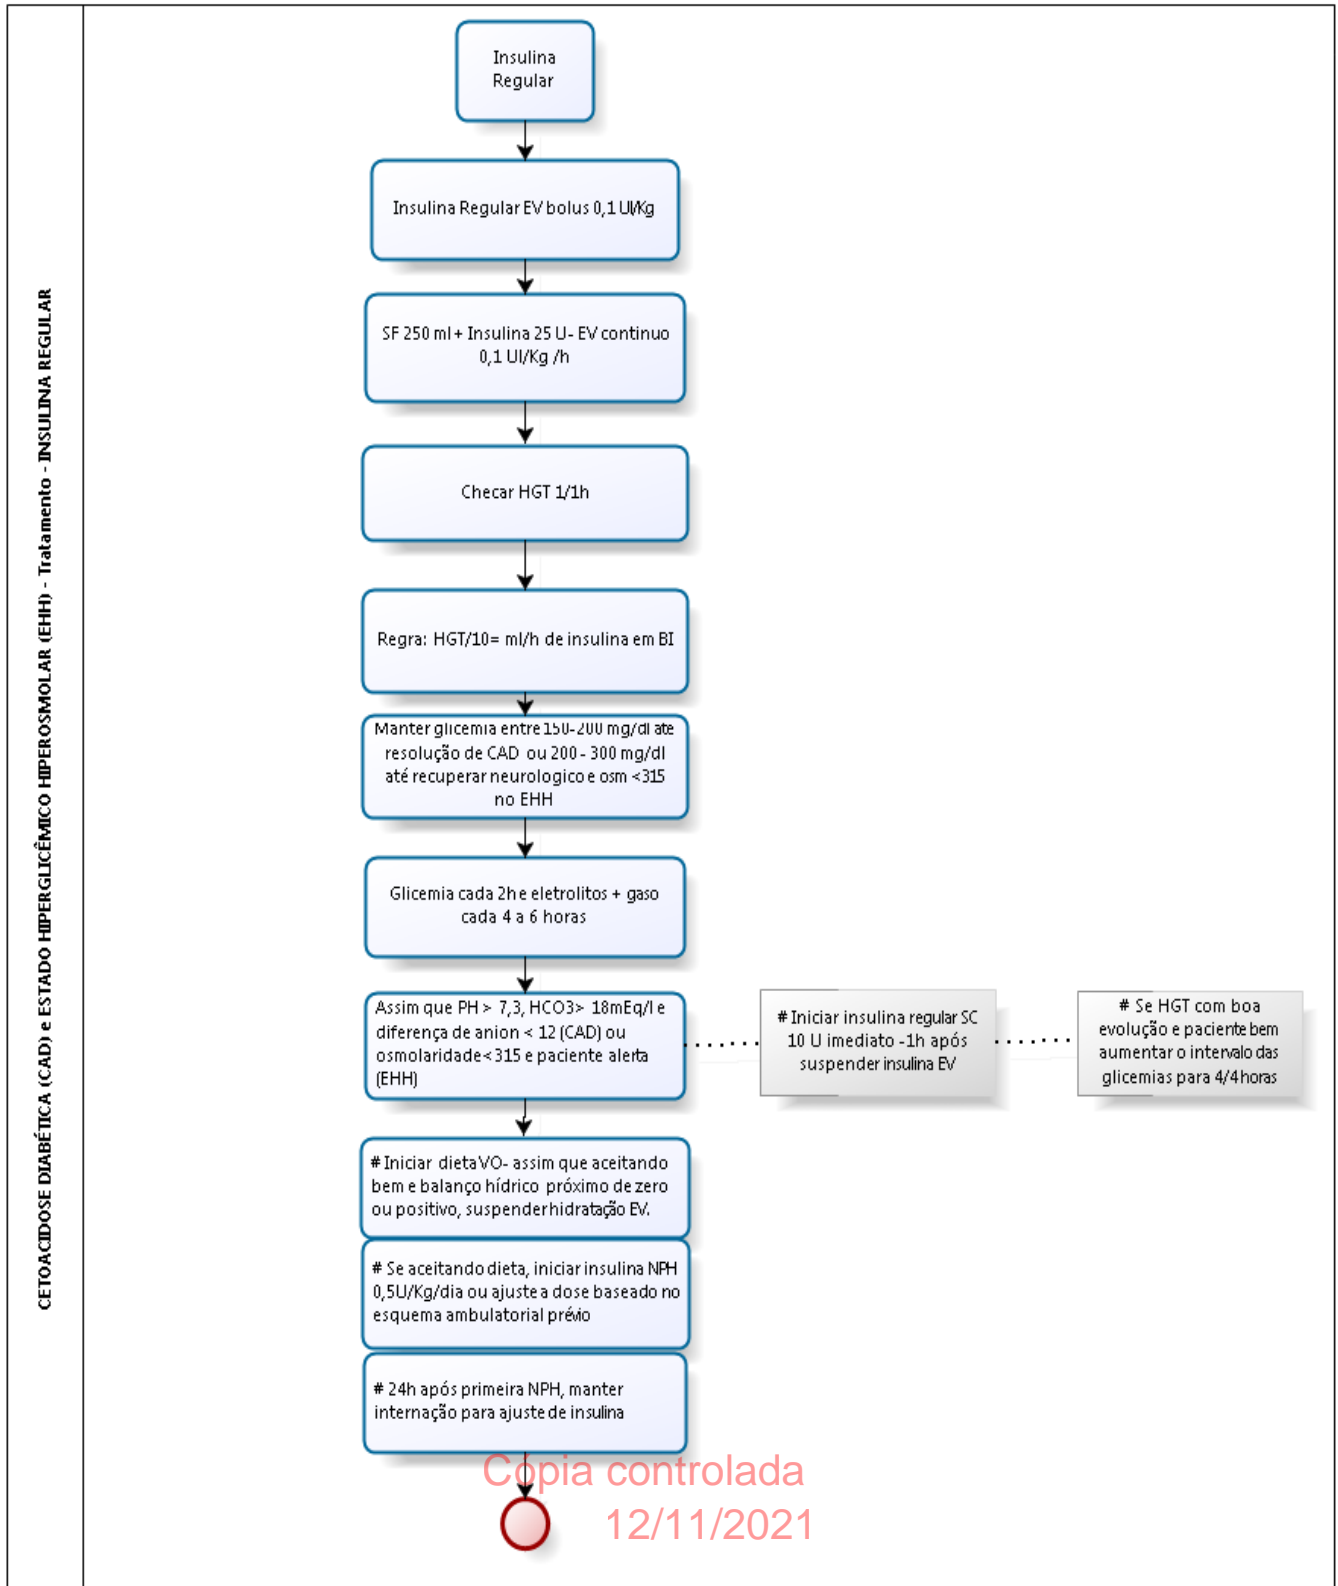 CETOACIDOSE DIABÉTICA (CAD) e ESTADO HIPERGLICÊMICO HIPEROSMOLAR (EHH) - Tratamento - INSULINA REGULAR
Insulina
Regular
Insulina Regular EV bolus 0,1 UI/Kg
SF 250 ml + Insulina 25 U- EV continuo
0,1 UI/Kg /h
Checar HGT 1/1h
Regra: HGT/10= ml/h de insulina em BI
Manter glicemia entre 150-200 mg/dl ate
resolução de CAD ou 200 - 300 mg/dl
até recuperar neurologico e osm <315
no EHH
Glicemia cada 2h e eletrolitos + gaso
cada 4 a 6 horas
Assim que PH > 7,3, HCO3> 18mEq/l e
diferença de anion < 12 (CAD) ou
osmolaridade<315 e paciente alerta
(EHH)
# Iniciar insulina regular SC
10 U imediato -1h após
suspender insulina EV
# Se HGT com boa
evolução e paciente bem
aumentar o intervalo das
glicemias para 4/4horas
# Iniciar dieta VO- assim que aceitando
bem e balanço hídrico próximo de zero
ou positivo, suspender hidratação EV.
# Se aceitando dieta, iniciar insulina NPH
0,5U/Kg/dia ou ajuste a dose baseado no
esquema ambulatorial prévio
# 24h após primeira NPH, manter
internação para ajuste de insulina
Cópia controlada
12/11/2021